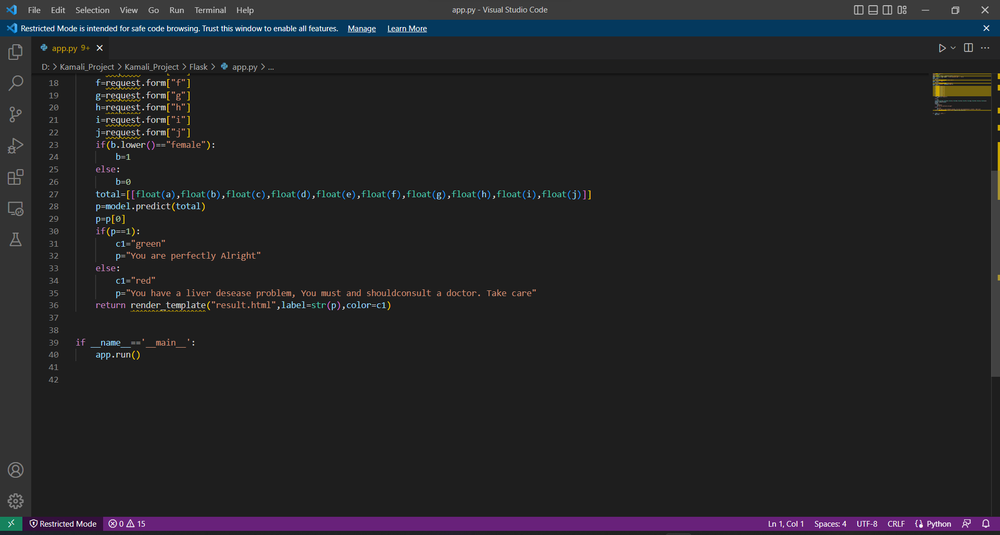 File Edit Selection View Go Run Terminal Help app.py - Visual Studio Code
Restricted Mode is intended for safe code browsing. Trust this window to enable all features. Manage Learn More
app.py 9+
D: > Kamali_Project > Kamali_Project > Flask > app.py > ...
18 f=request.form["f"]
19 g=request.form["g"]
20 h=request.form["h"]
21 i=request.form["i"]
22 j=request.form["j"]
23 if(b.lower()=="female"):
24 b=1
25 else:
26 b=0
27 total=[[float(a),float(b),float(c),float(d),float(e),float(f),float(g),float(h),float(i),float(j)]]
28 p=model.predict(total)
29 p=p[0]
30 if(p==1):
31 c1="green"
32 p="You are perfectly Alright"
33 else:
34 c1="red"
35 p="You have a liver desease problem, You must and shouldconsult a doctor. Take care"
36 return render_template("result.html",label=str(p),color=c1)
37
38
39 if __name__=='__main__':
40 app.run()
41
42
Restricted Mode 0 15 Ln 1, Col 1 Spaces: 4 UTF-8 CRLF Python